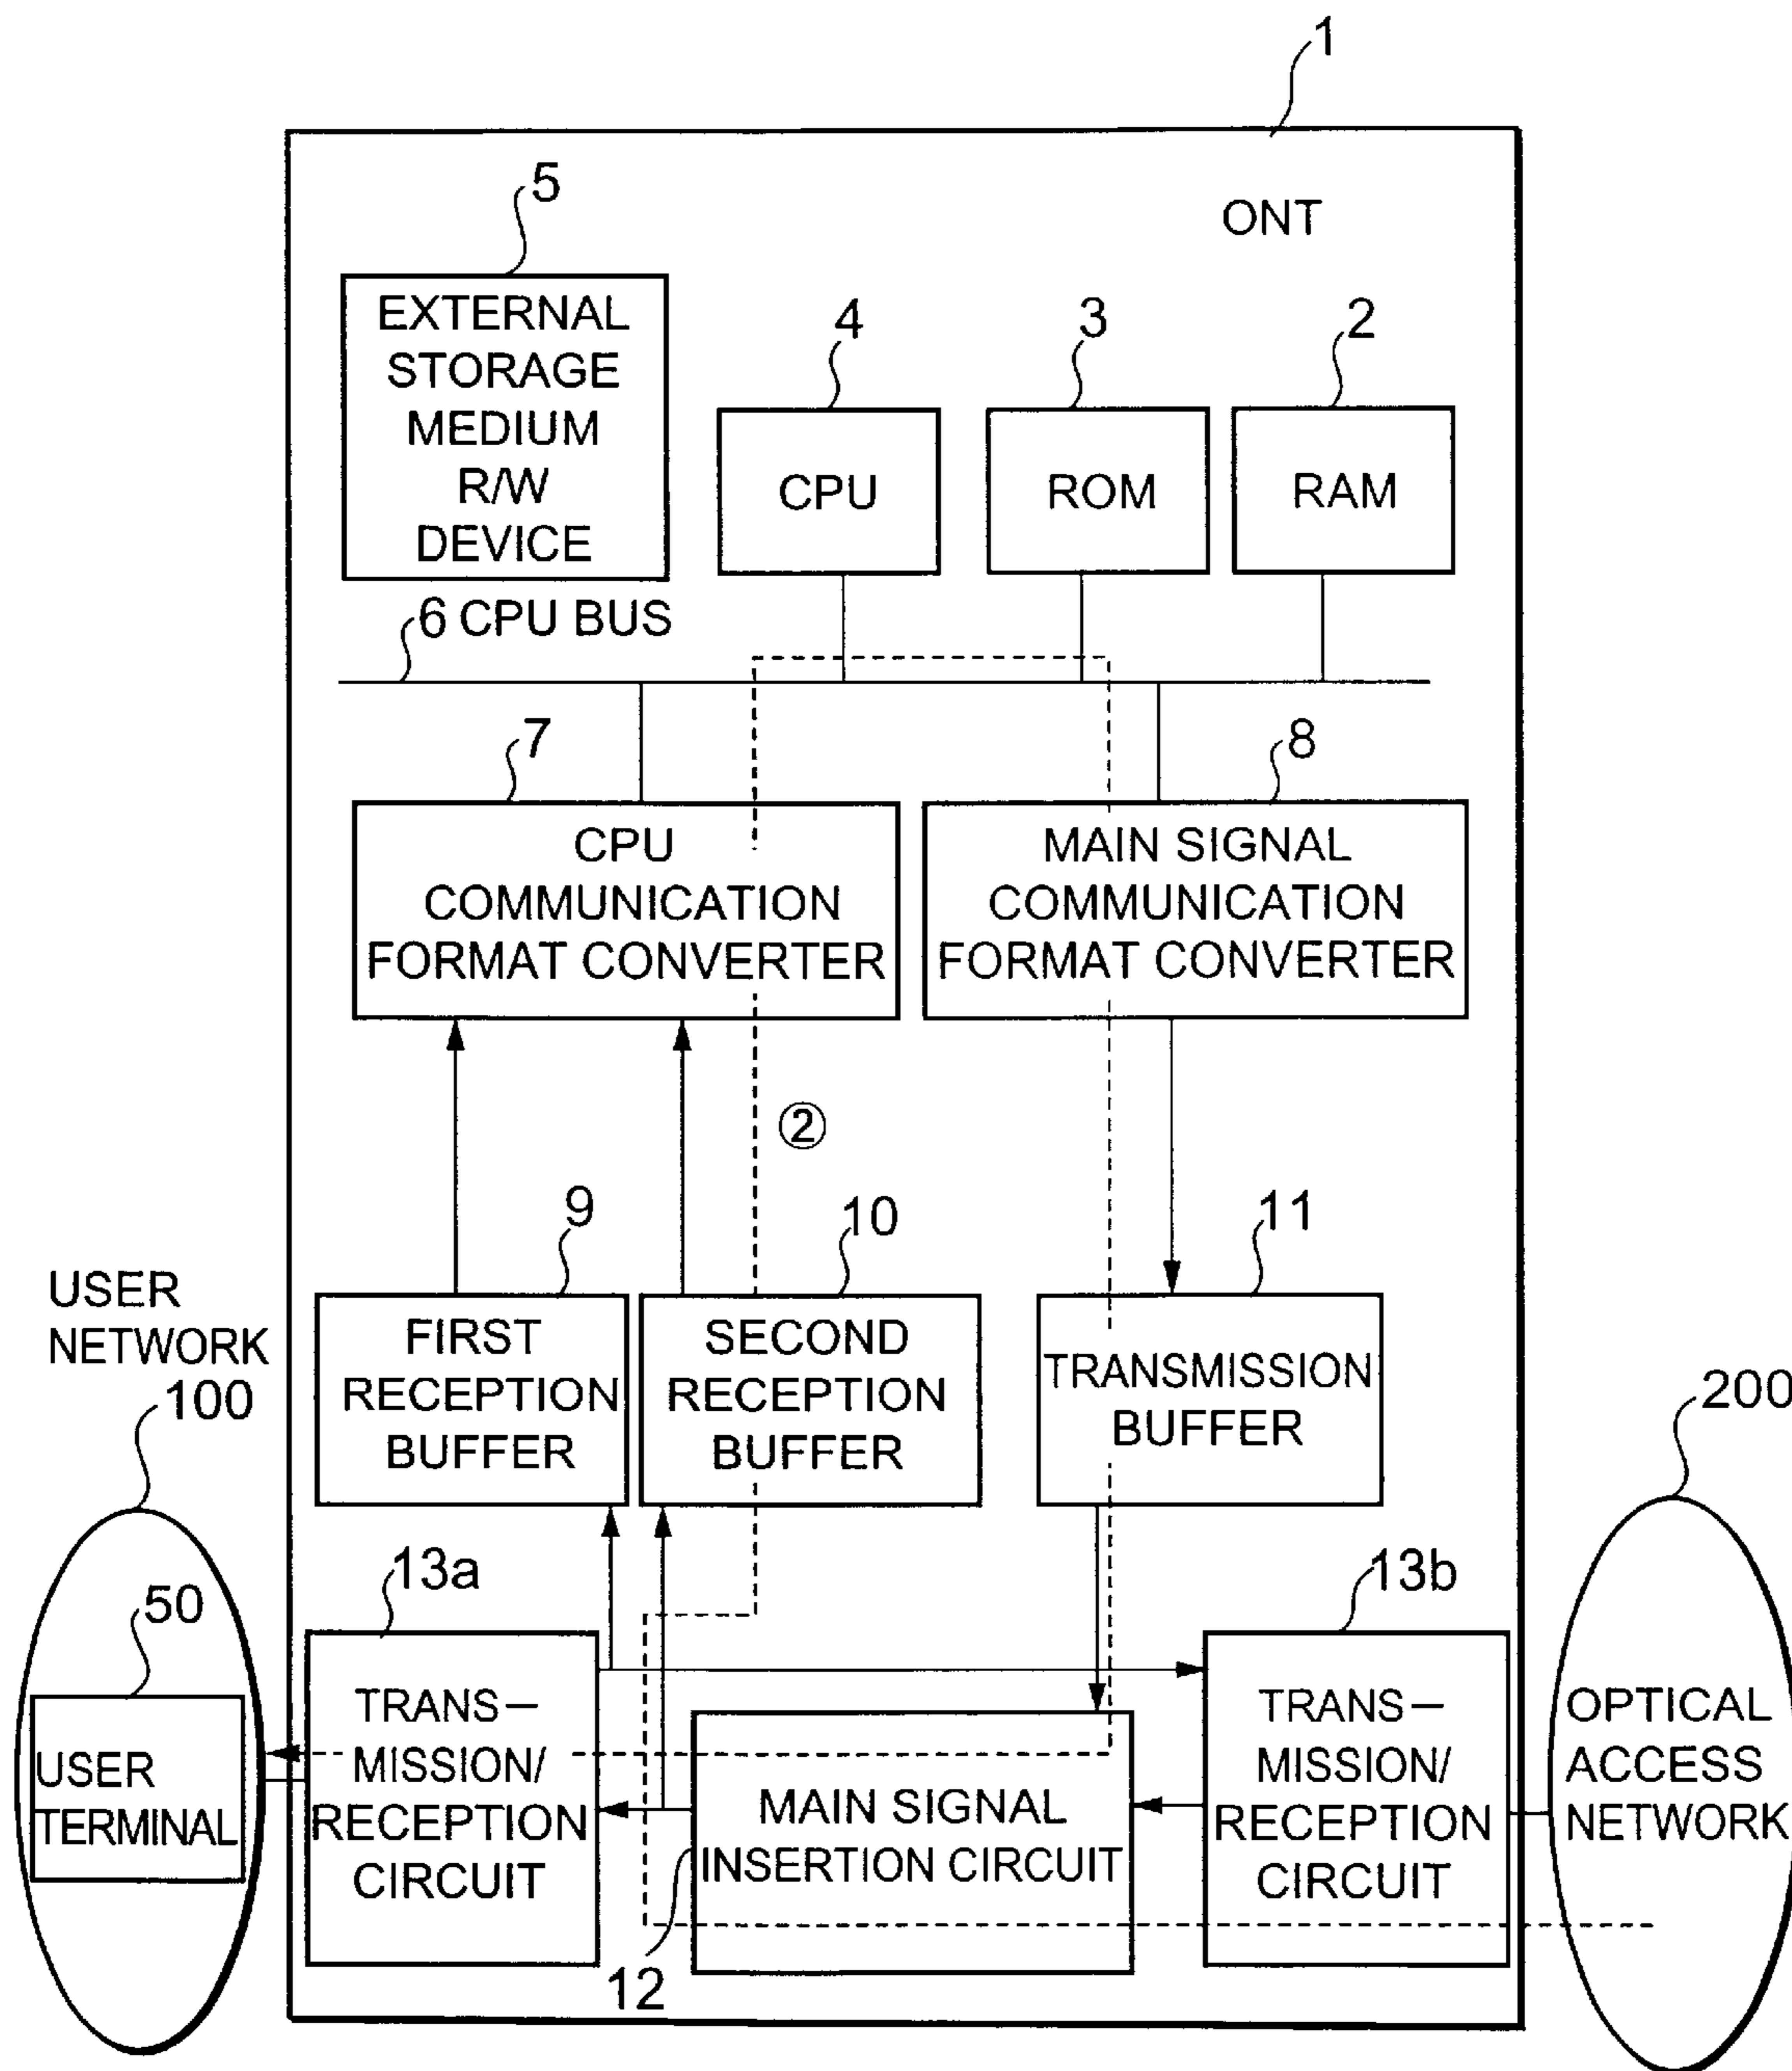 1
ONT
5
EXTERNAL
STORAGE
MEDIUM
R/W
DEVICE
4
CPU
3
ROM
2
RAM
6 CPU BUS
7
CPU
COMMUNICATION
FORMAT CONVERTER
8
MAIN SIGNAL
COMMUNICATION
FORMAT CONVERTER
②
9
FIRST
RECEPTION
BUFFER
10
SECOND
RECEPTION
BUFFER
11
TRANSMISSION
BUFFER
USER
NETWORK
100
200
50
USER
TERMINAL
13a
TRANS-
MISSION/
RECEPTION
CIRCUIT
12
MAIN SIGNAL
INSERTION CIRCUIT
13b
TRANS-
MISSION/
RECEPTION
CIRCUIT
OPTICAL
ACCESS
NETWORK